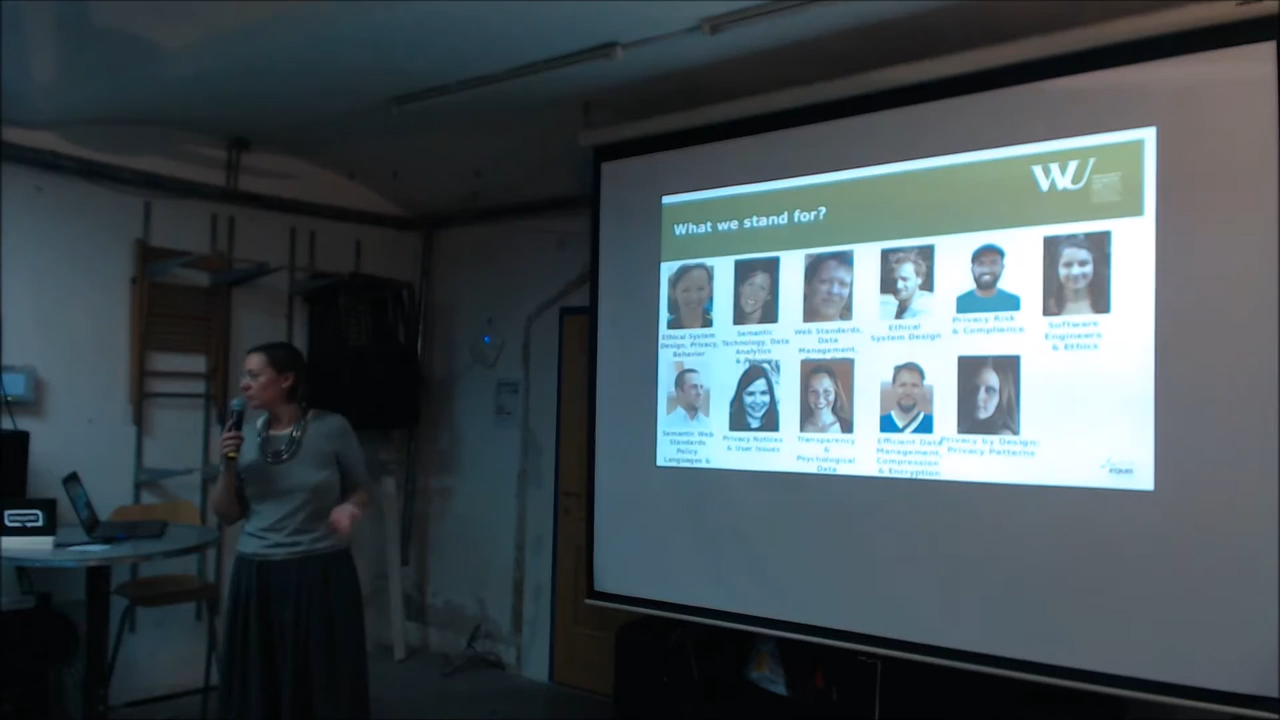 WU
What we stand for?
Ethical System
Design, Privacy,
Behavior
Semantic
Technology, Data
Analytics
& Privacy
Web Standards,
Data
Management,
Ethical
System Design
Privacy Risk
& Compliance
Software
Engineers
& Ethics
Semantic Web
Standards
Policy
Languages &
Privacy Notices
& User Issues
Transparency
&
Psychological
Data
Efficient Data
Management,
Compression
& Encryption
Privacy by Design:
Privacy Patterns
EQUIS